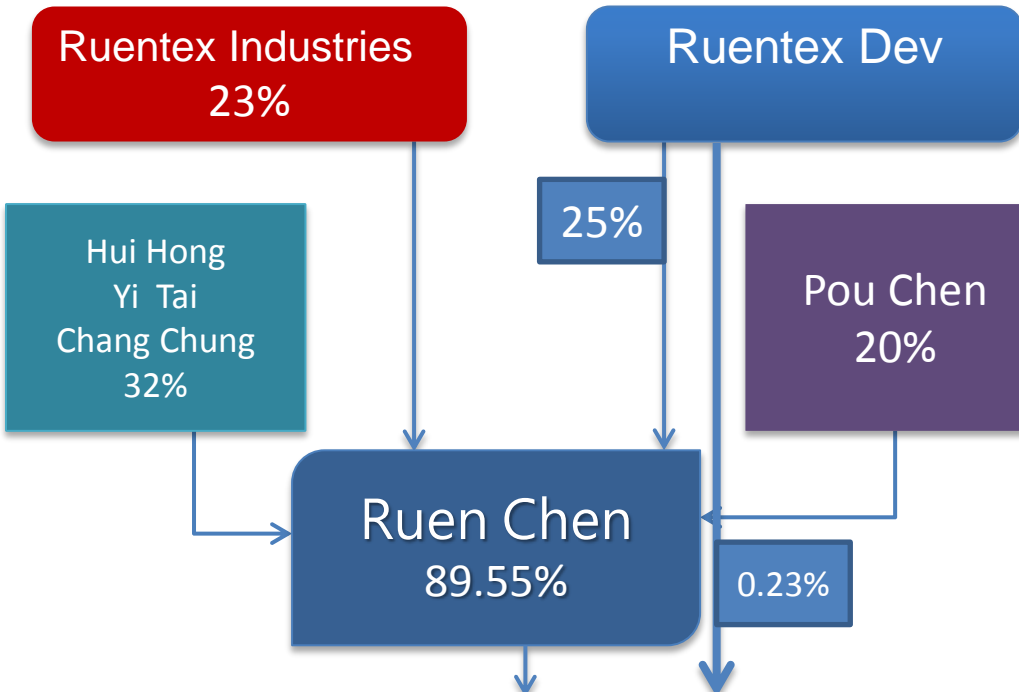 Ruentex Industries
23%
Ruentex Dev
25%
Hui Hong
Yi Tai
Chang Chung
32%
Pou Chen
20%
Ruen Chen
89.55%
0.23%